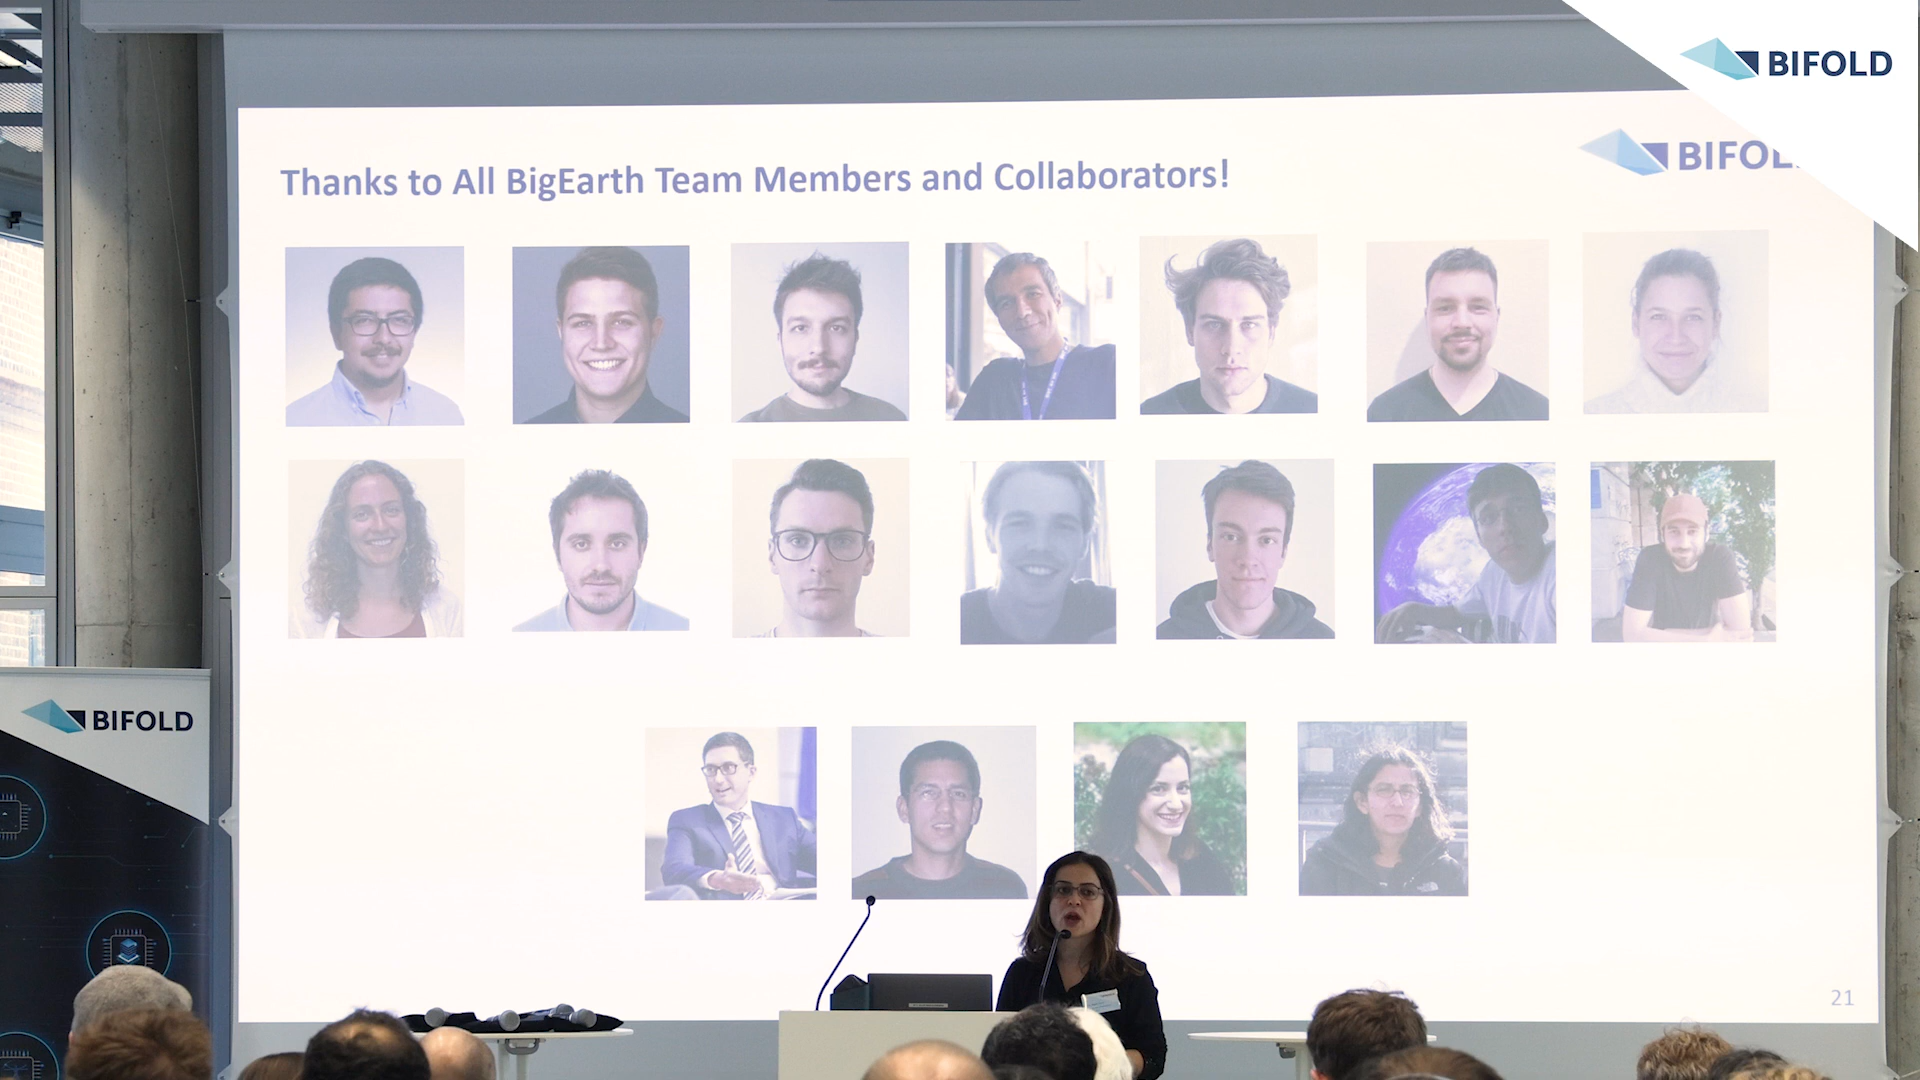 BIFOLD
Thanks to All BigEarth Team Members and Collaborators!
BIFOL
BIFOLD
21